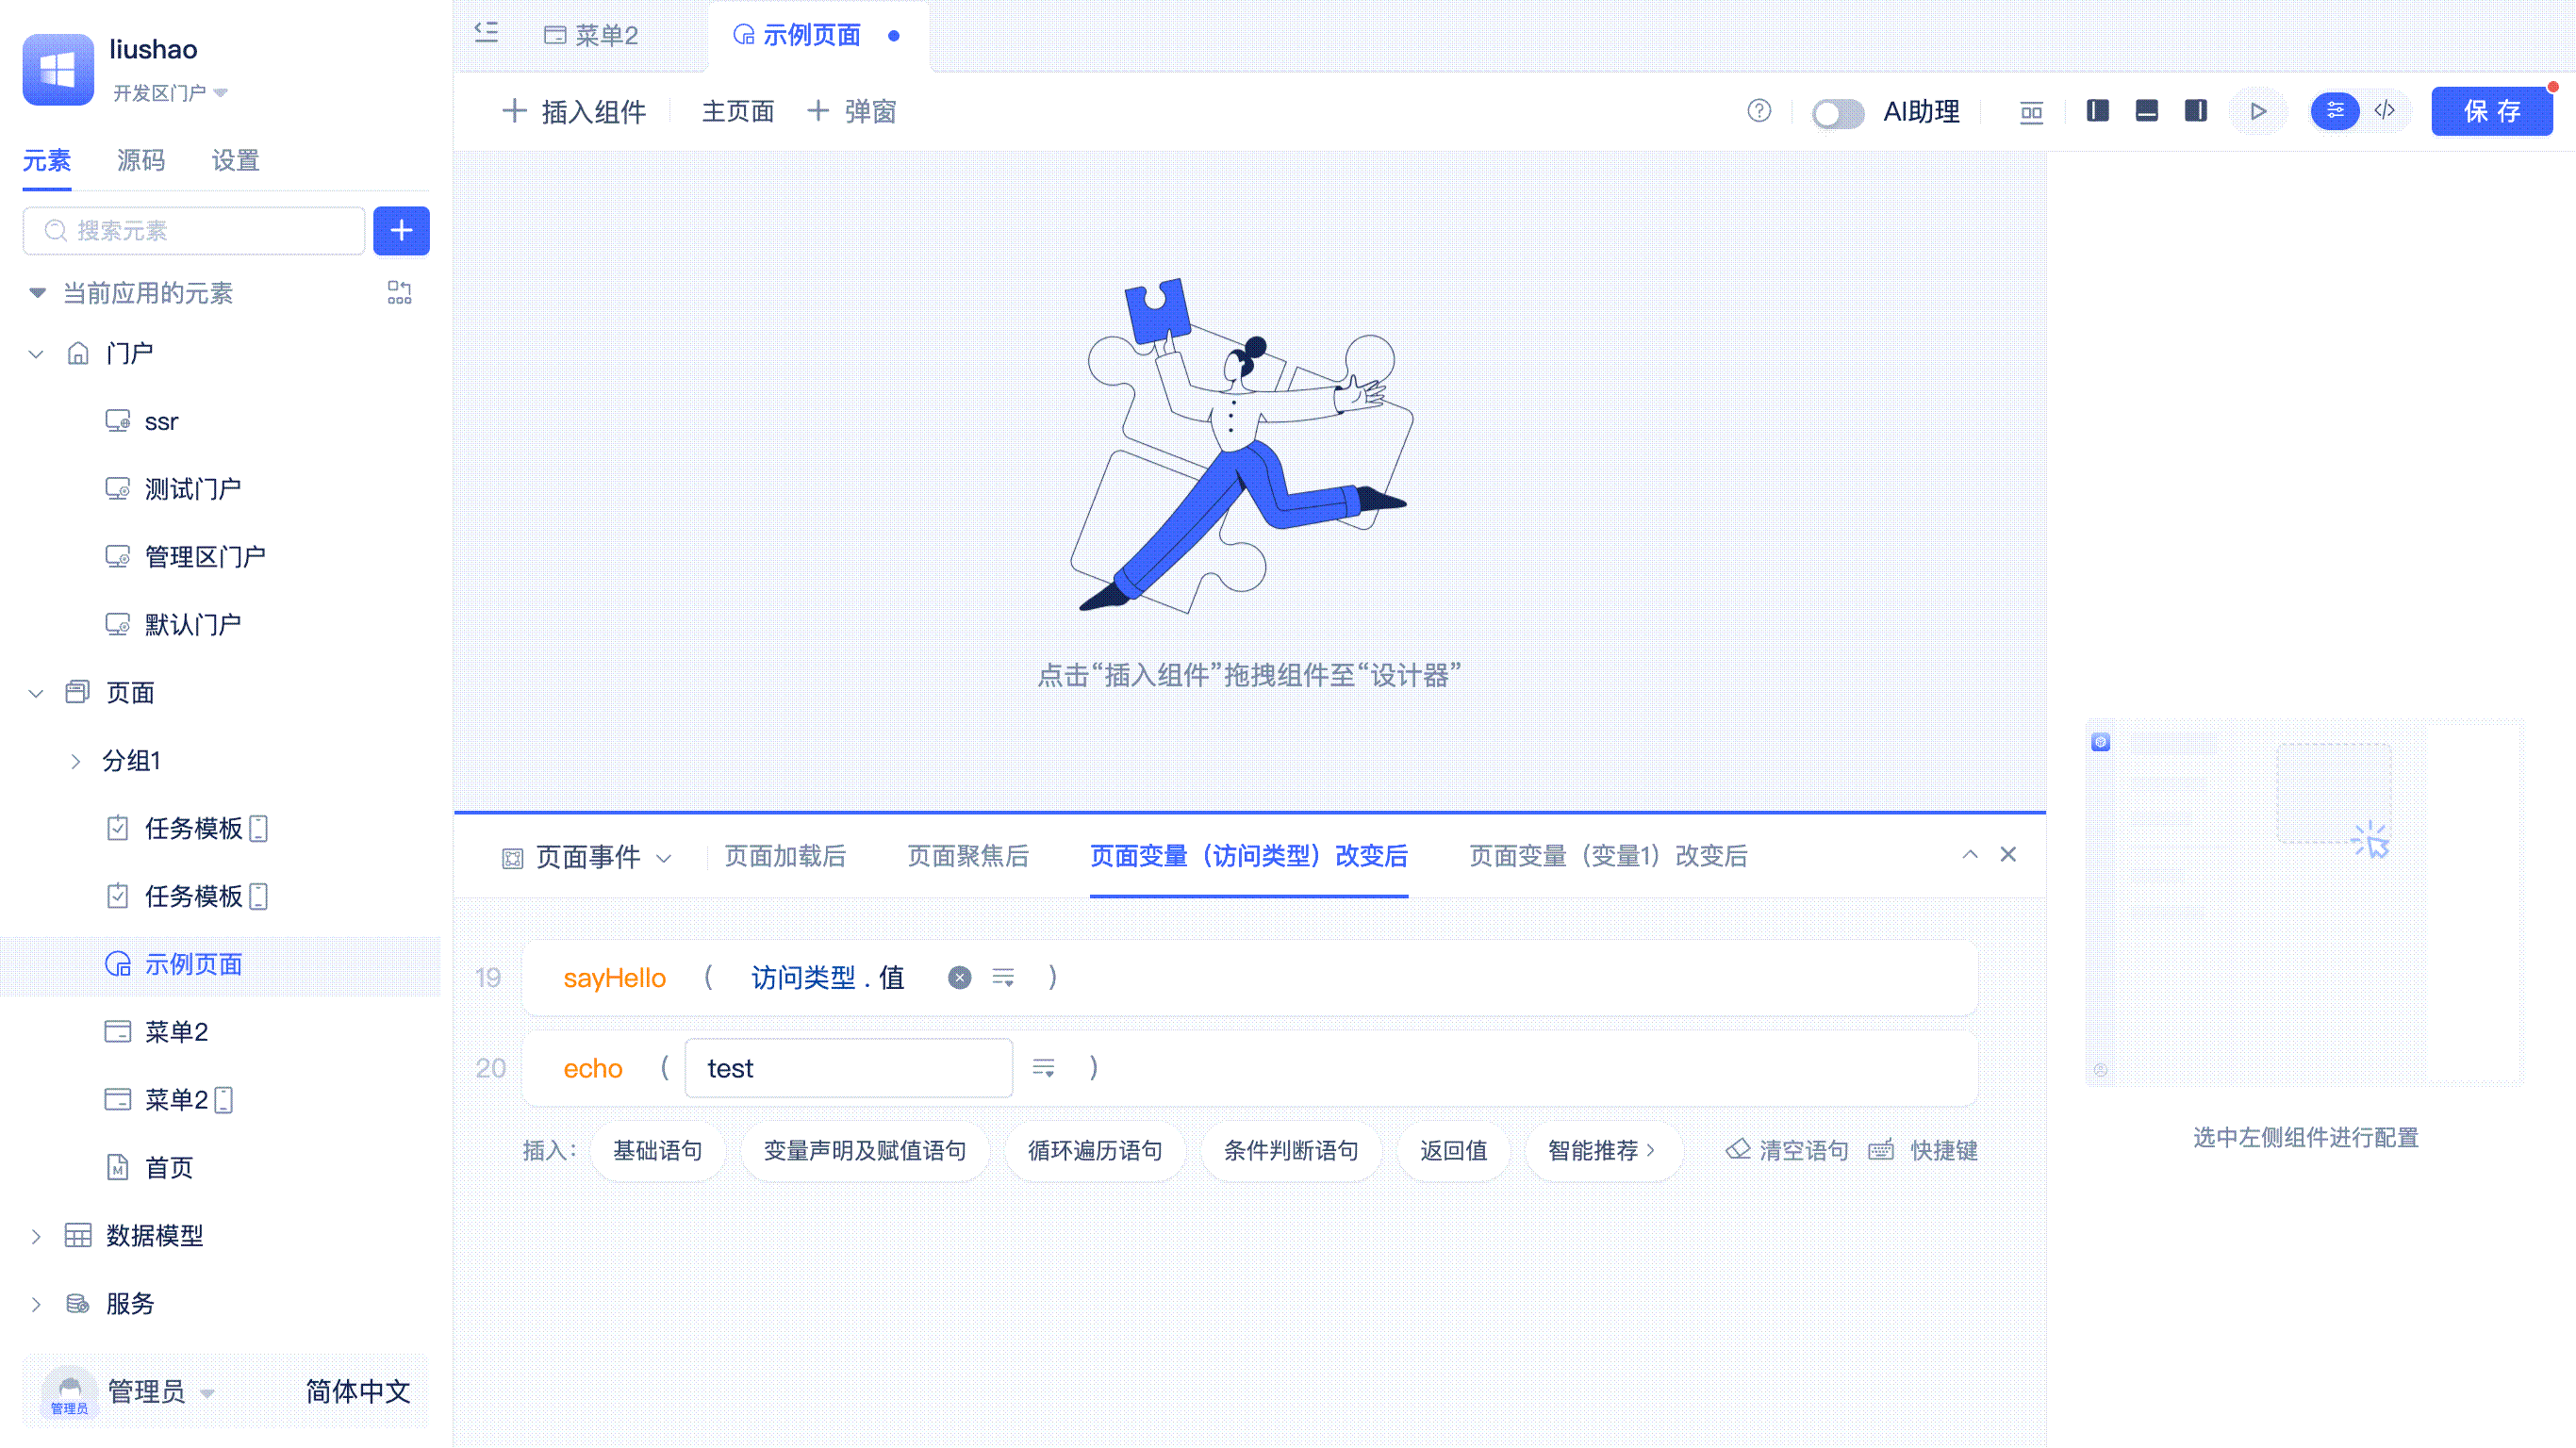 liushao
开发区门户
元素 源码 设置
搜索元素
当前应用的元素
门户
ssr
测试门户
管理区门户
默认门户
页面
分组1
任务模板
任务模板
示例页面
菜单2
菜单2
首页
数据模型
服务
管理员
管理员 简体中文
菜单2 示例页面
插入组件 主页面 弹窗
AI助理 保存
点击“插入组件”拖拽组件至“设计器”
页面事件 页面加载后 页面聚焦后 页面变量（访问类型）改变后 页面变量（变量1）改变后
19 sayHello ( 访问类型 . 值 )
20 echo ( test )
插入： 基础语句 变量声明及赋值语句 循环遍历语句 条件判断语句 返回值 智能推荐 清空语句 快捷键
选中左侧组件进行配置